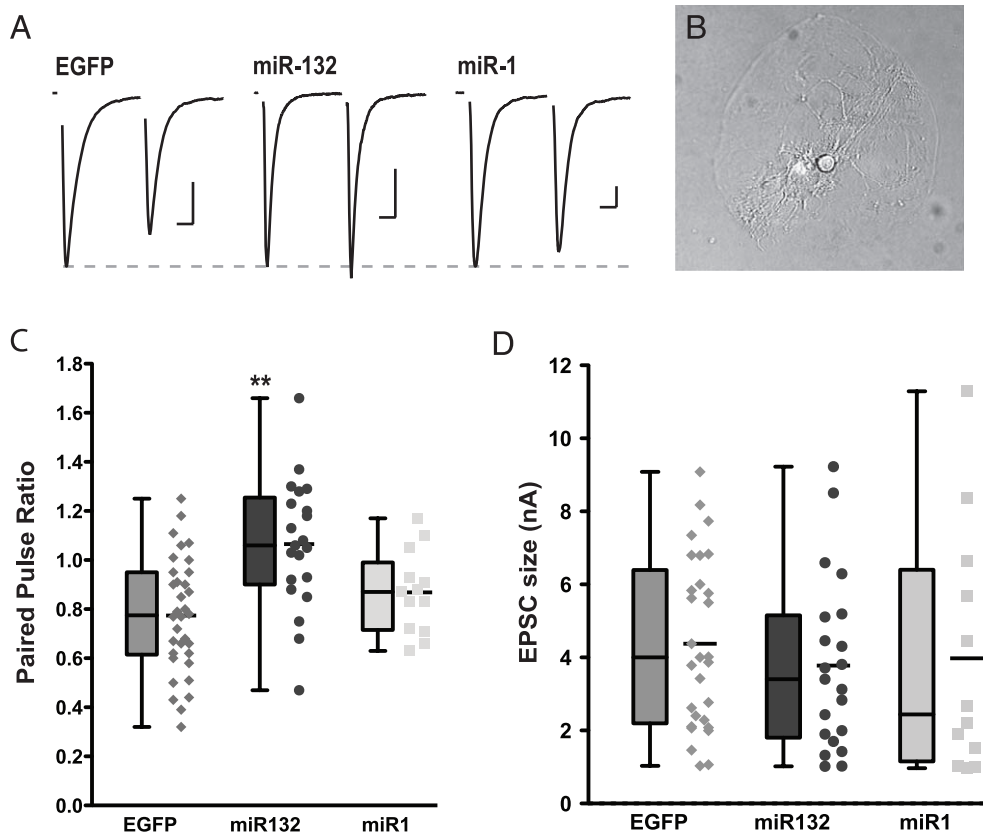 A
B
EGFP miR-132 miR-1
C
D
1.8
1.6
1.4
1.2
1.0
0.8
0.6
0.4
0.2
0.0
Paired Pulse Ratio
**
EGFP miR132 miR1
12
10
8
6
4
2
0
EPSC size (nA)
EGFP miR132 miR1